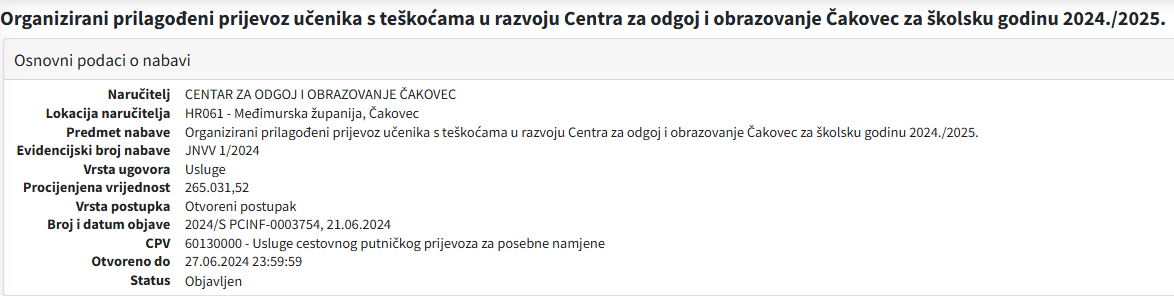 Organizirani prilagođeni prijevoz učenika s teškoćama u razvoju Centra za odgoj i obrazovanje Čakovec za školsku godinu 2024./2025.
Osnovni podaci o nabavi
Naručitelj CENTAR ZA ODGOJ I OBRAZOVANJE ČAKOVEC
Lokacija naručitelja HR061 - Međimurska županija, Čakovec
Predmet nabave Organizirani prilagođeni prijevoz učenika s teškoćama u razvoju Centra za odgoj i obrazovanje Čakovec za školsku godinu 2024./2025.
Evidencijski broj nabave JNVV 1/2024
Vrsta ugovora Usluge
Procijenjena vrijednost 265.031,52
Vrsta postupka Otvoreni postupak
Broj i datum objave 2024/S PCINF-0003754, 21.06.2024
CPV 60130000 - Usluge cestovnog putničkog prijevoza za posebne namjene
Otvoreno do 27.06.2024 23:59:59
Status Objavljen